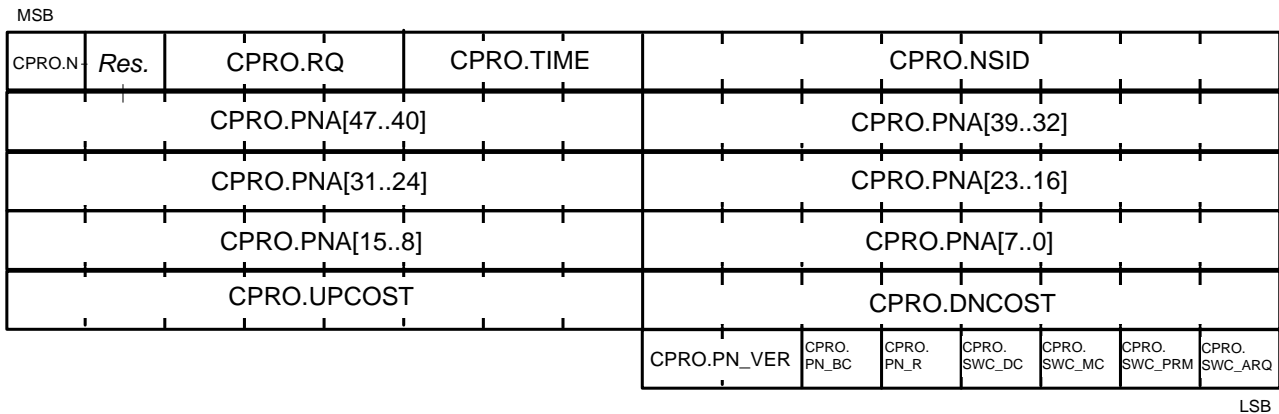 MSB
CPRO.N Res. CPRO.RQ CPRO.TIME CPRO.NSID
CPRO.PNA[47..40] CPRO.PNA[39..32]
CPRO.PNA[31..24] CPRO.PNA[23..16]
CPRO.PNA[15..8] CPRO.PNA[7..0]
CPRO.UPCOST CPRO.DNCOST
CPRO.PN_VER CPRO. PN_BC CPRO. PN_R CPRO. SWC_DC CPRO. SWC_MC CPRO. SWC_PRM CPRO. SWC_ARQ
LSB